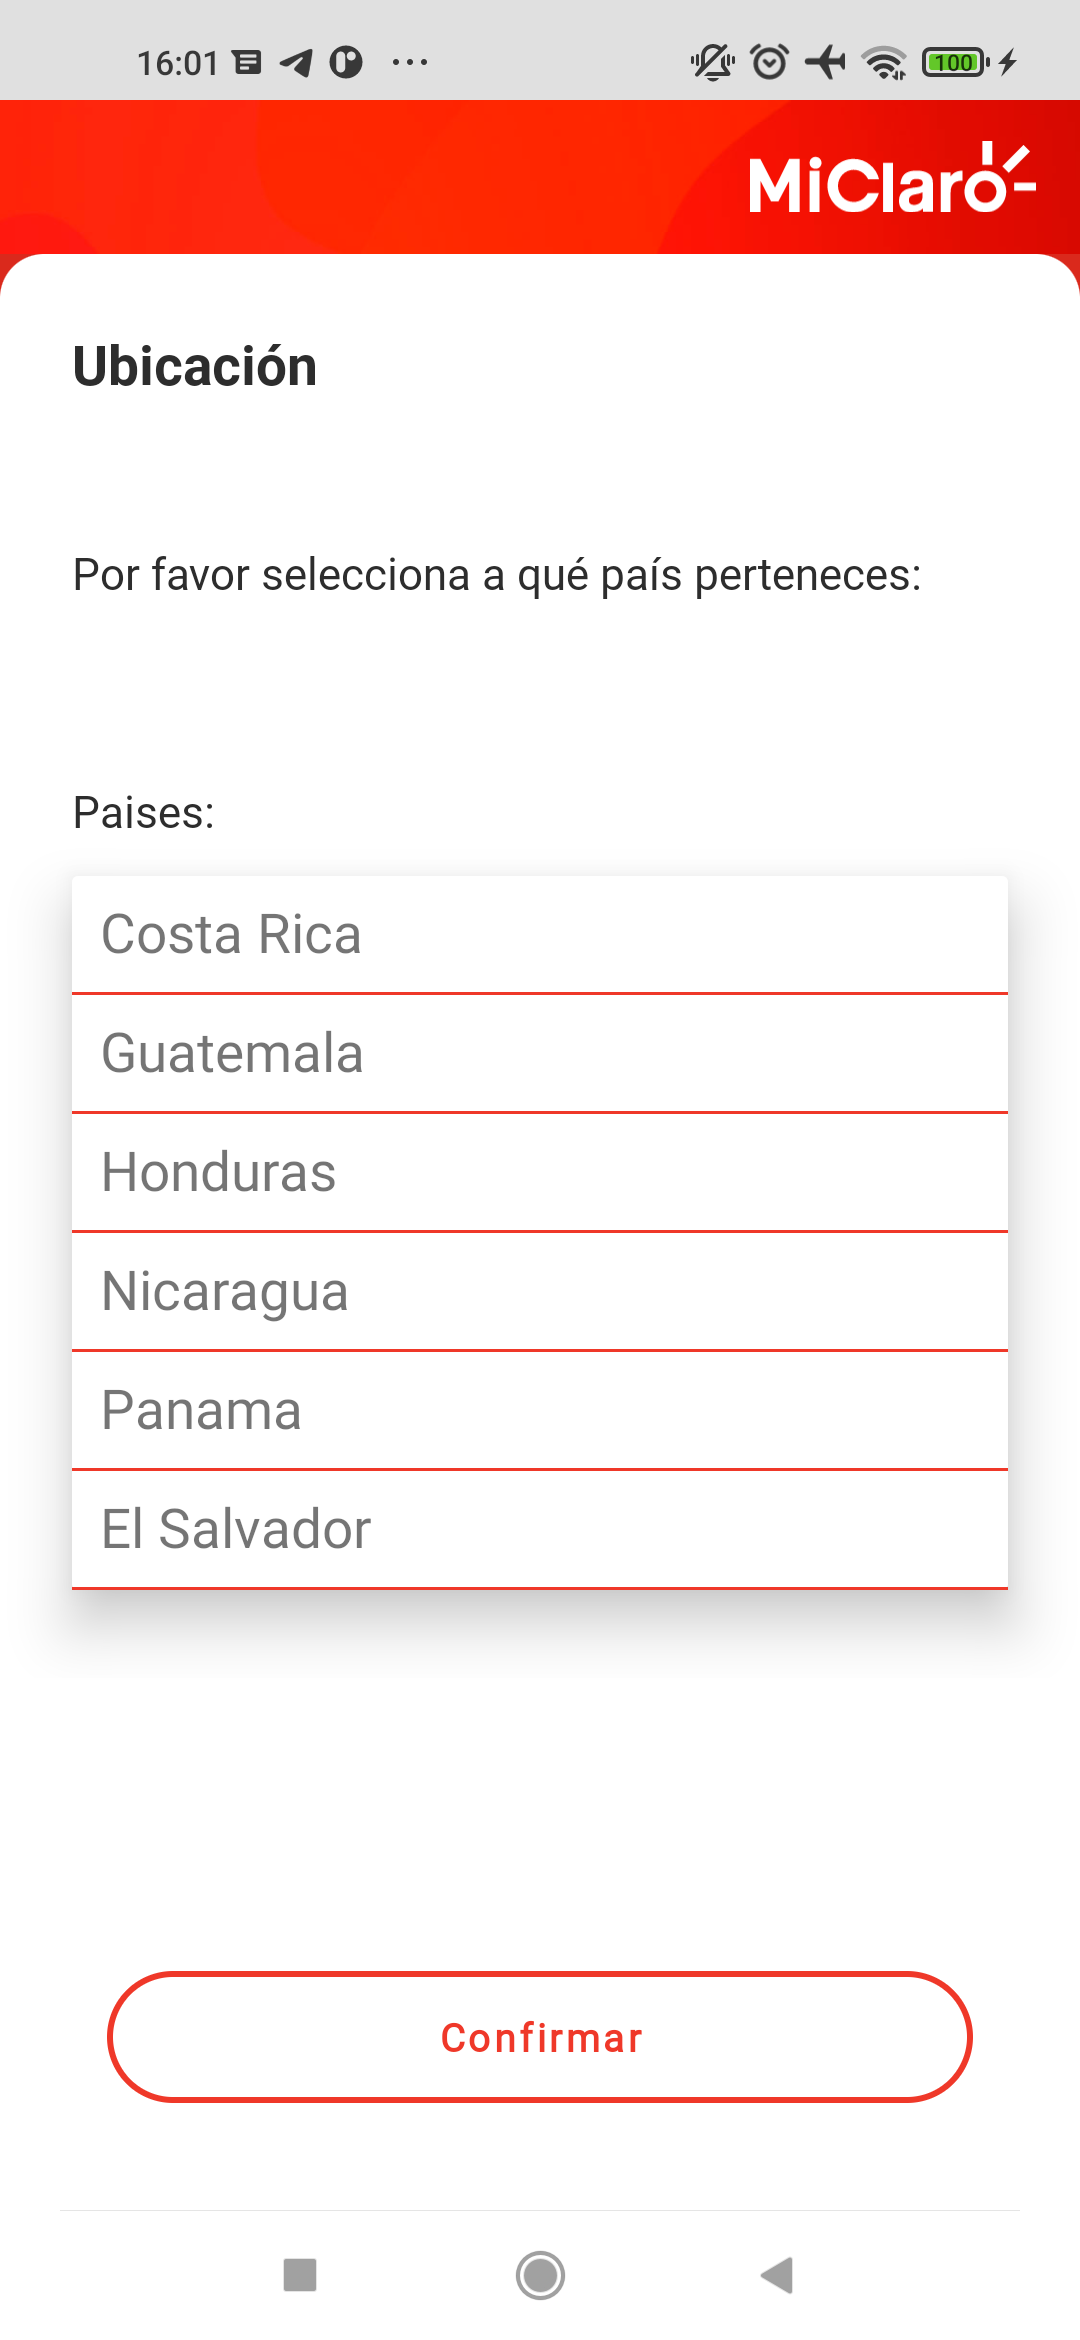 16:01
100
MiClaro
Ubicación
Por favor selecciona a qué país perteneces:
Paises:
Costa Rica
Guatemala
Honduras
Nicaragua
Panama
El Salvador
Confirmar